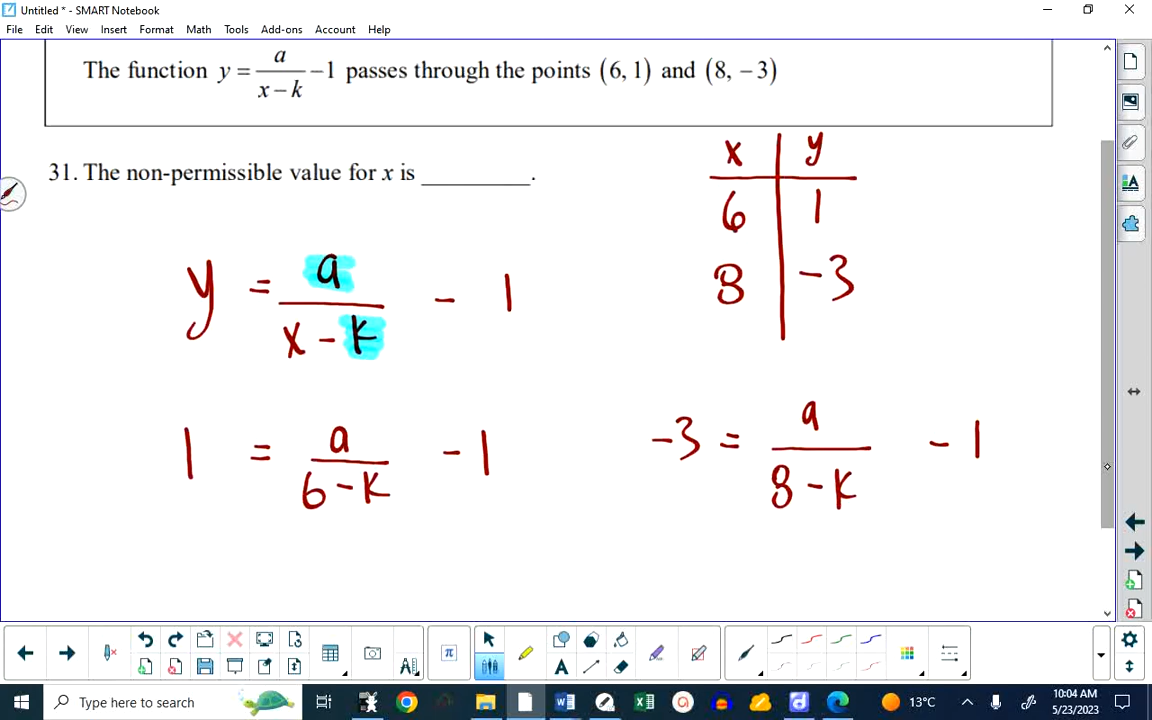 Untitled * - SMART Notebook
File Edit View Insert Format Math Tools Add-ons Account Help
The function y = a/(x − k) − 1 passes through the points (6, 1) and (8, −3)
31. The non-permissible value for x is _________.
x y
6 1
8 −3
y = a/(x − k) − 1
1 = a/(6 − k) − 1
−3 = a/(8 − k) − 1
π
A
Type here to search
13°C
10:04 AM
5/23/2023